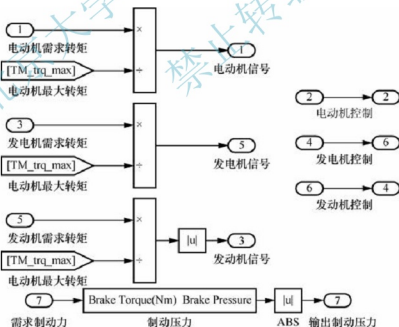 × 
1
电动机需求转矩
[TM_trq_max]
÷
电动机最大转矩
1
电动机信号
3
×
发电机需求转矩
[TM_trq_max]
÷
电动机最大转矩
5
发电机信号
2 2
电动机控制
4 6
发电机控制
6 4
发动机控制
5
×
发动机需求转矩
[TM_trq_max]
÷
电动机最大转矩
|u|
3
发动机信号
7
Brake Torque(Nm) Brake Pressure
|u|
7
需求制动力
制动压力
ABS
输出制动压力
禁止转